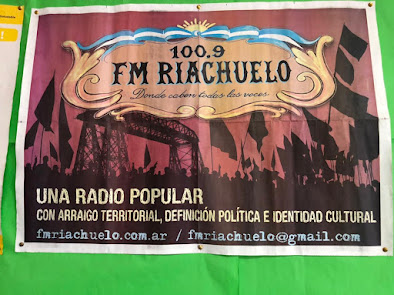 100.9
FM RIACHUELO
Donde caben todas las voces
UNA RADIO POPULAR
CON ARRAIGO TERRITORIAL, DEFINICIÓN POLÍTICA E IDENTIDAD CULTURAL
fmriachuelo.com.ar / fmriachuelo@gmail.com